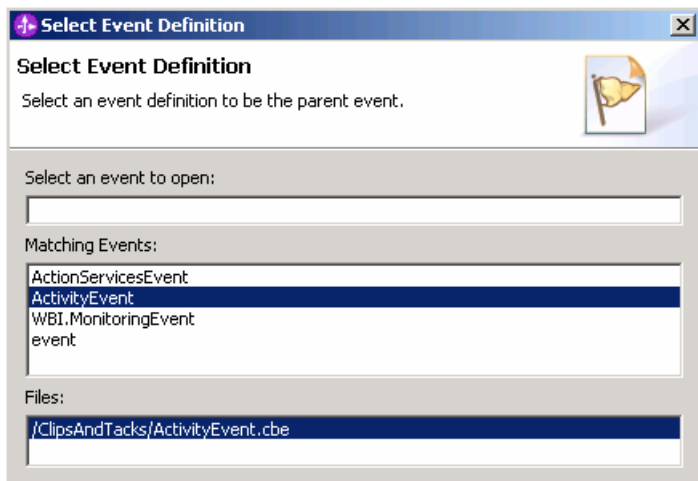 Select Event Definition
Select Event Definition
Select an event definition to be the parent event.
Select an event to open:
Matching Events:
ActionServicesEvent
ActivityEvent
WBI.MonitoringEvent
event
Files:
/ClipsAndTacks/ActivityEvent.cbe